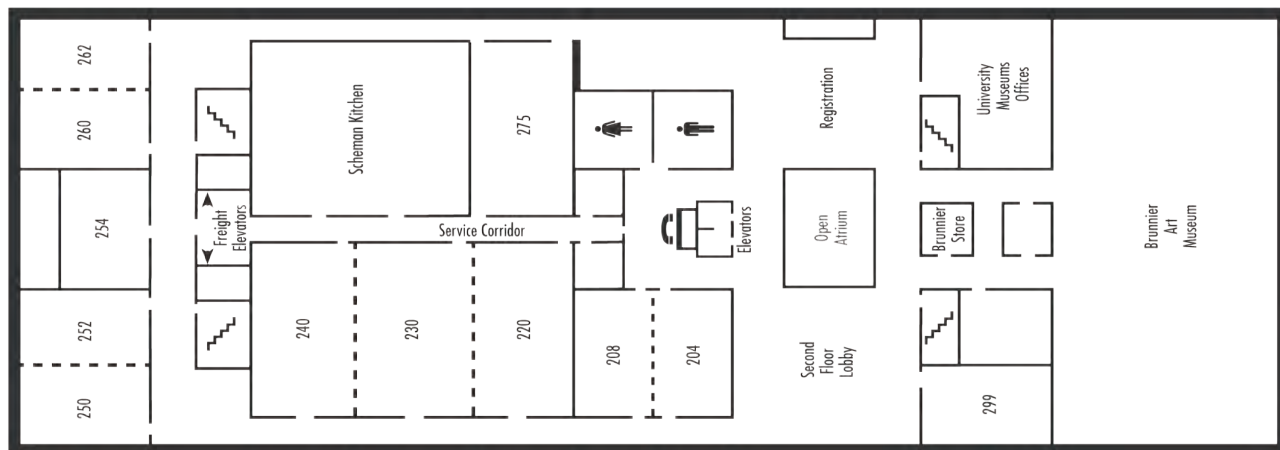 262
260
254
252
250
Freight
Elevators
Scheman Kitchen
275
Service Corridor
240
230
220
208
204
Elevators
Registration
Open
Atrium
Second
Floor
Lobby
University
Museums
Offices
Brunnier
Store
299
Brunnier
Art
Museum